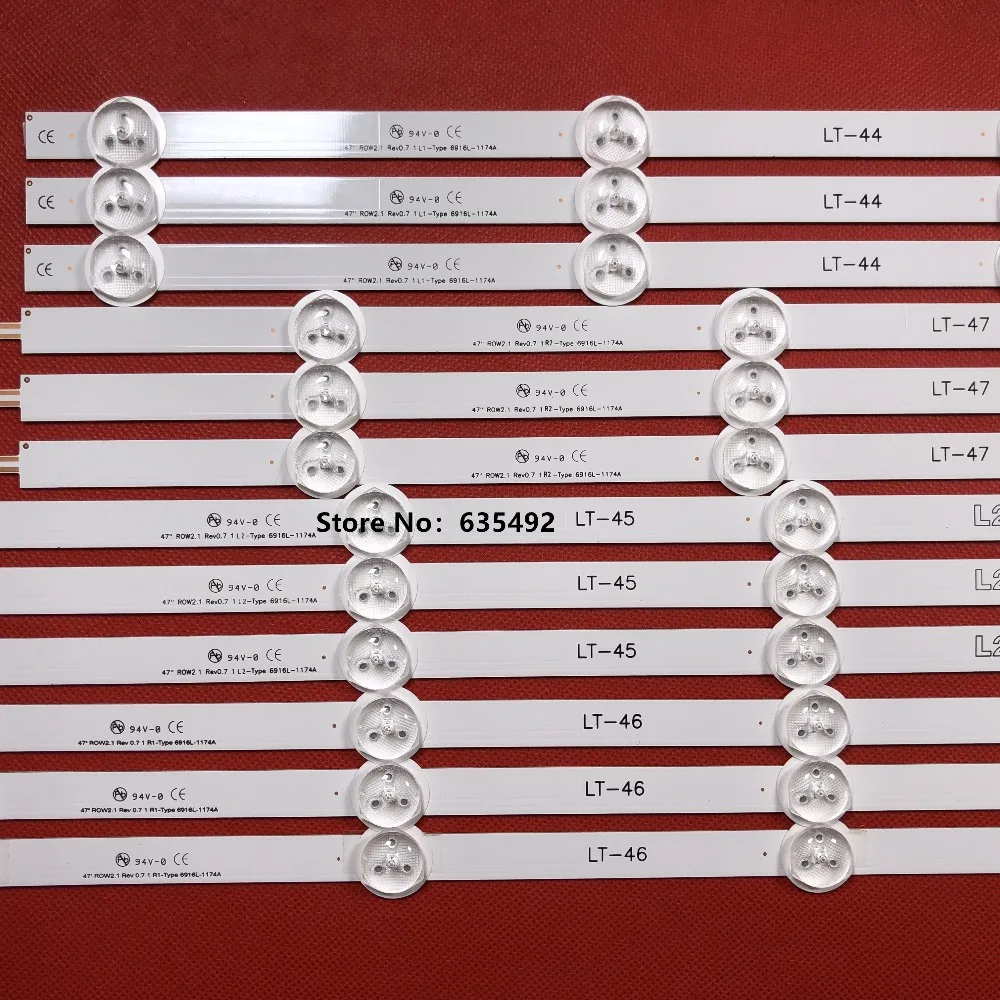 CE 94V-0 CE LT-44
47" ROW2.1 Rev0.7 1 L1-Type 6916L-1174A
CE 94V-0 CE LT-44
47" ROW2.1 Rev0.7 1 L1-Type 6916L-1174A
CE 94V-0 CE LT-44
47" ROW2.1 Rev0.7 1 L1-Type 6916L-1174A
94V-0 CE LT-47
47" ROW2.1 Rev0.7 1 R2-Type 6916L-1174A
94V-0 CE LT-47
47" ROW2.1 Rev0.7 1 R2-Type 6916L-1174A
94V-0 CE LT-47
47" ROW2.1 Rev0.7 1 R2-Type 6916L-1174A
94V-0 CE Store No: 635492 LT-45 L2
47" ROW2.1 Rev0.7 1 L2-Type 6916L-1174A
94V-0 CE LT-45 L2
47" ROW2.1 Rev0.7 1 L2-Type 6916L-1174A
94V-0 CE LT-45 L2
47" ROW2.1 Rev0.7 1 L2-Type 6916L-1174A
94V-0 CE LT-46
47" ROW2.1 Rev 0.7 1 R1-Type 6916L-1174A
94V-0 CE LT-46
47" ROW2.1 Rev 0.7 1 R1-Type 6916L-1174A
94V-0 CE LT-46
47" ROW2.1 Rev 0.7 1 R1-Type 6916L-1174A